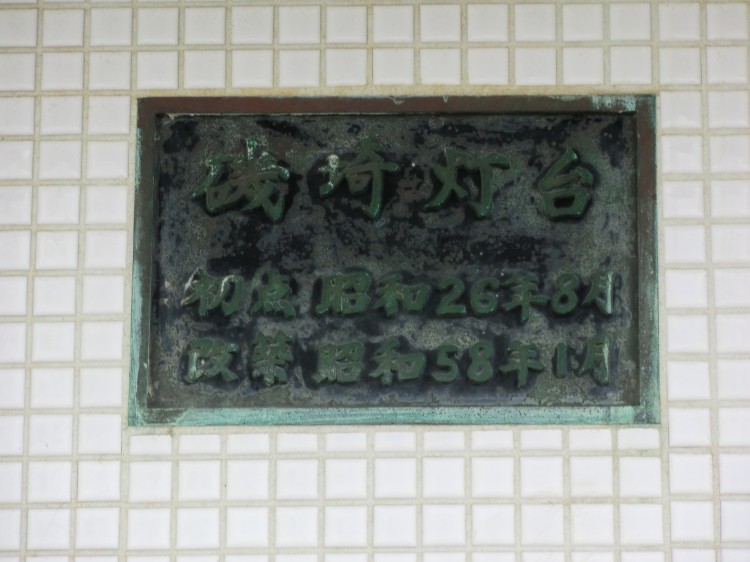 磯埼灯台
初点 昭和26年8月
改築 昭和58年1月